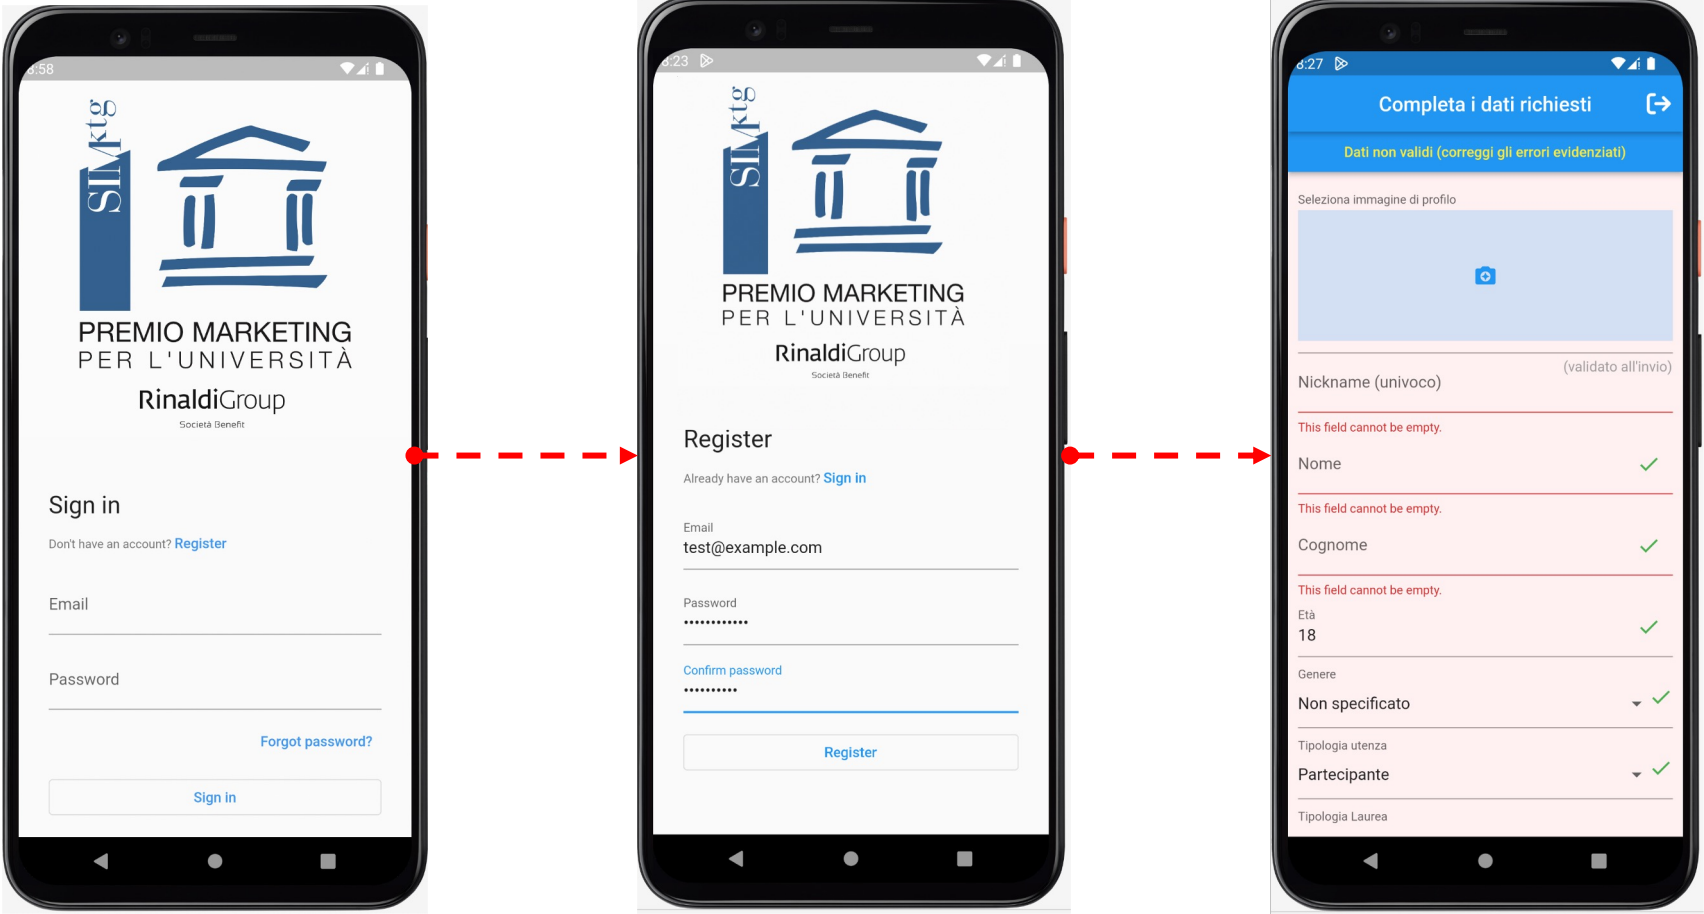 8:58
SIMktg
PREMIO MARKETING
PER L'UNIVERSITÀ
RinaldiGroup
Società Benefit
Sign in
Don't have an account? Register
Email
Password
Forgot password?
Sign in
8:23
SIMktg
PREMIO MARKETING
PER L'UNIVERSITÀ
RinaldiGroup
Società Benefit
Register
Already have an account? Sign in
Email
test@example.com
Password
••••••••••••
Confirm password
••••••••••
Register
8:27
Completa i dati richiesti
Dati non validi (correggi gli errori evidenziati)
Seleziona immagine di profilo
(validato all'invio)
Nickname (univoco)
This field cannot be empty.
Nome
This field cannot be empty.
Cognome
This field cannot be empty.
Età
18
Genere
Non specificato
Tipologia utenza
Partecipante
Tipologia Laurea